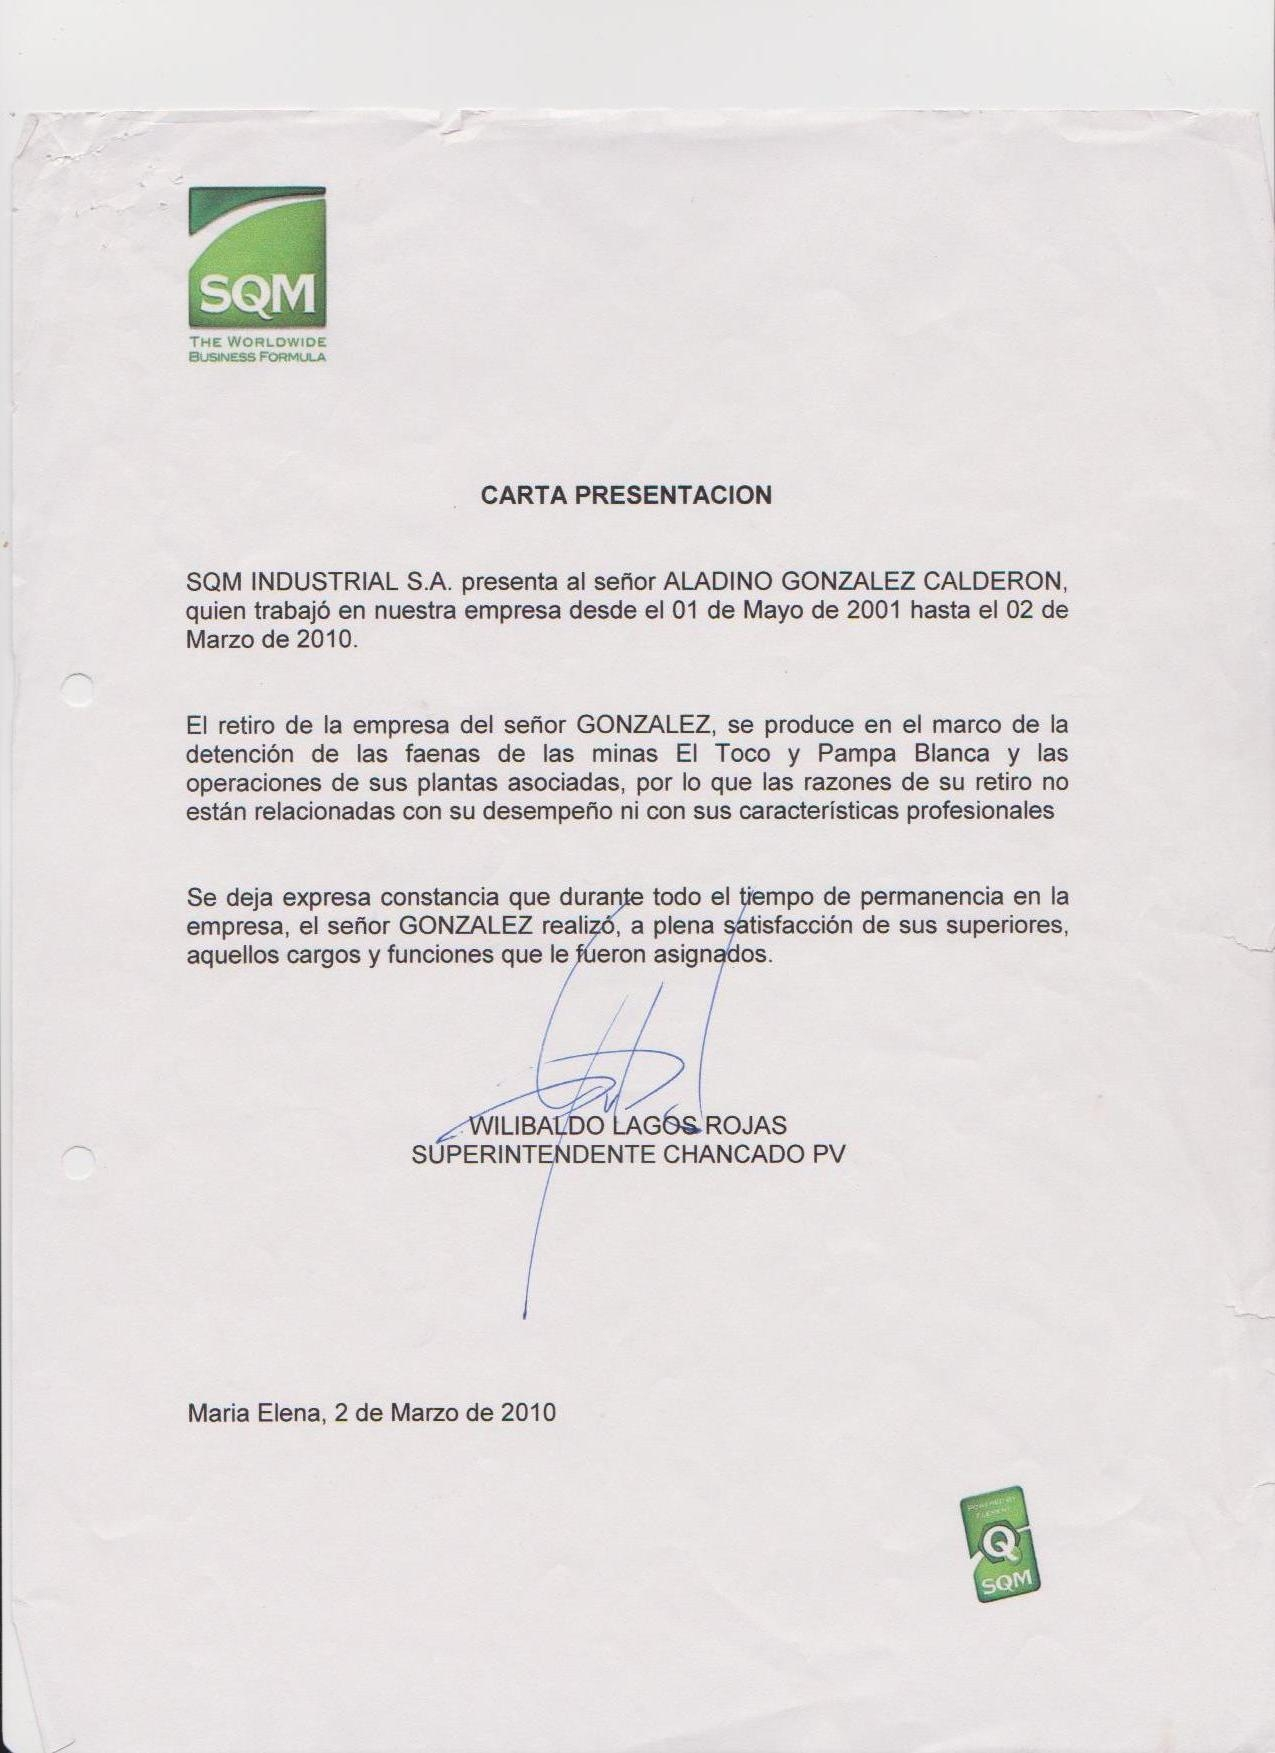 SQM
THE WORLDWIDE
BUSINESS FORMULA
CARTA PRESENTACION
SQM INDUSTRIAL S.A. presenta al señor ALADINO GONZALEZ CALDERON,
quien trabajó en nuestra empresa desde el 01 de Mayo de 2001 hasta el 02 de
Marzo de 2010.
El retiro de la empresa del señor GONZALEZ, se produce en el marco de la
detención de las faenas de las minas El Toco y Pampa Blanca y las
operaciones de sus plantas asociadas, por lo que las razones de su retiro no
están relacionadas con su desempeño ni con sus características profesionales
Se deja expresa constancia que durante todo el tiempo de permanencia en la
empresa, el señor GONZALEZ realizó, a plena satisfacción de sus superiores,
aquellos cargos y funciones que le fueron asignados.
WILIBALDO LAGOS ROJAS
SUPERINTENDENTE CHANCADO PV
Maria Elena, 2 de Marzo de 2010
POWERED BY
Q
SQM